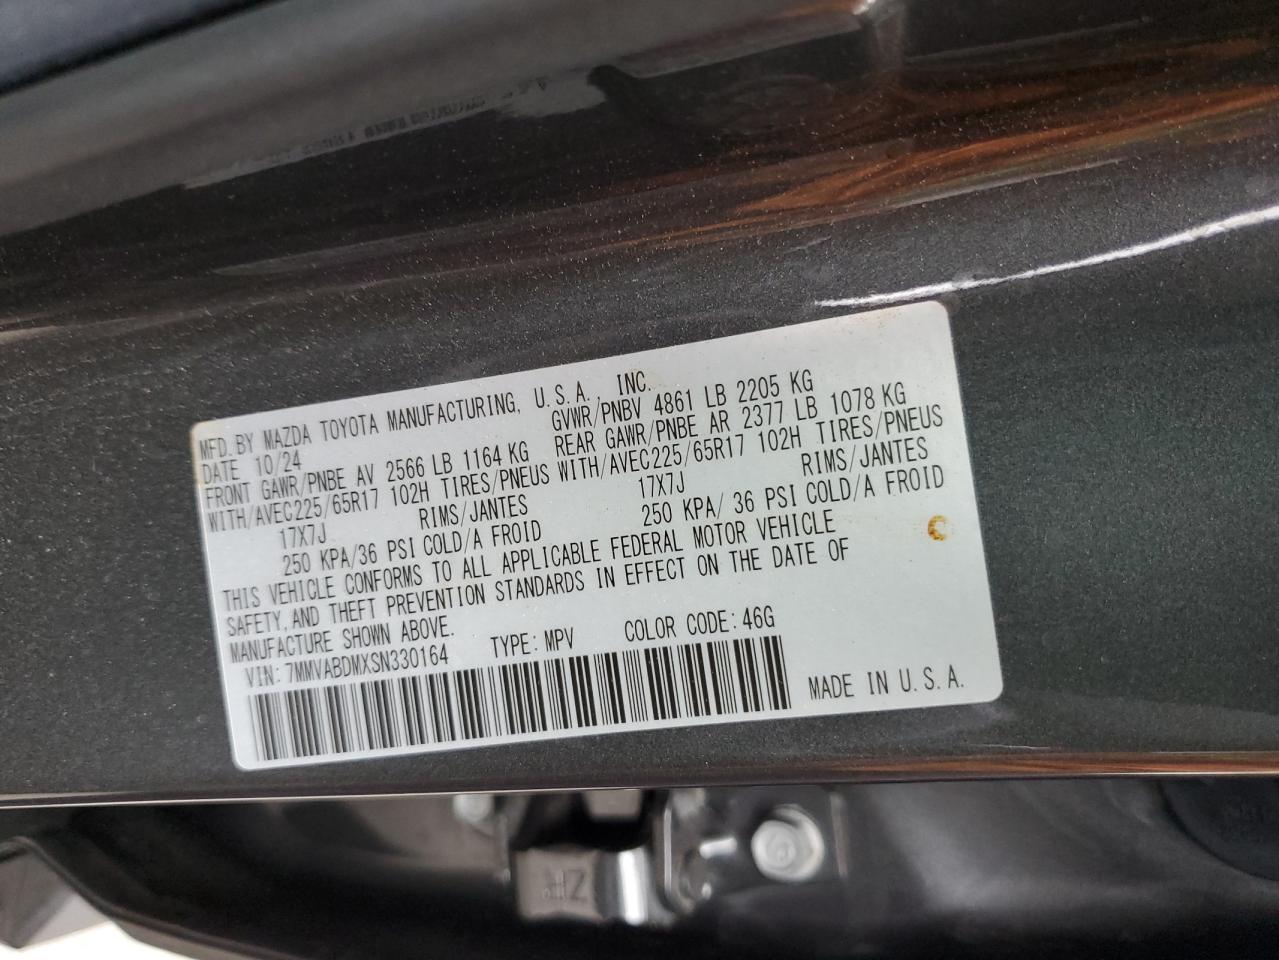 MFD. BY MAZDA TOYOTA MANUFACTURING, U.S.A., INC.
DATE 10/24 GVWR/PNBV 4861 LB 2205 KG
FRONT GAWR/PNBE AV 2566 LB 1164 KG REAR GAWR/PNBE AR 2377 LB 1078 KG
WITH/AVEC225/65R17 102H TIRES/PNEUS WITH/AVEC225/65R17 102H TIRES/PNEUS
17X7J RIMS/JANTES 17X7J RIMS/JANTES
250 KPA/36 PSI COLD/A FROID 250 KPA/ 36 PSI COLD/A FROID
THIS VEHICLE CONFORMS TO ALL APPLICABLE FEDERAL MOTOR VEHICLE
SAFETY, AND THEFT PREVENTION STANDARDS IN EFFECT ON THE DATE OF
MANUFACTURE SHOWN ABOVE.
VIN: 7MMVABDMXSN330164 TYPE: MPV COLOR CODE: 46G
MADE IN U.S.A.